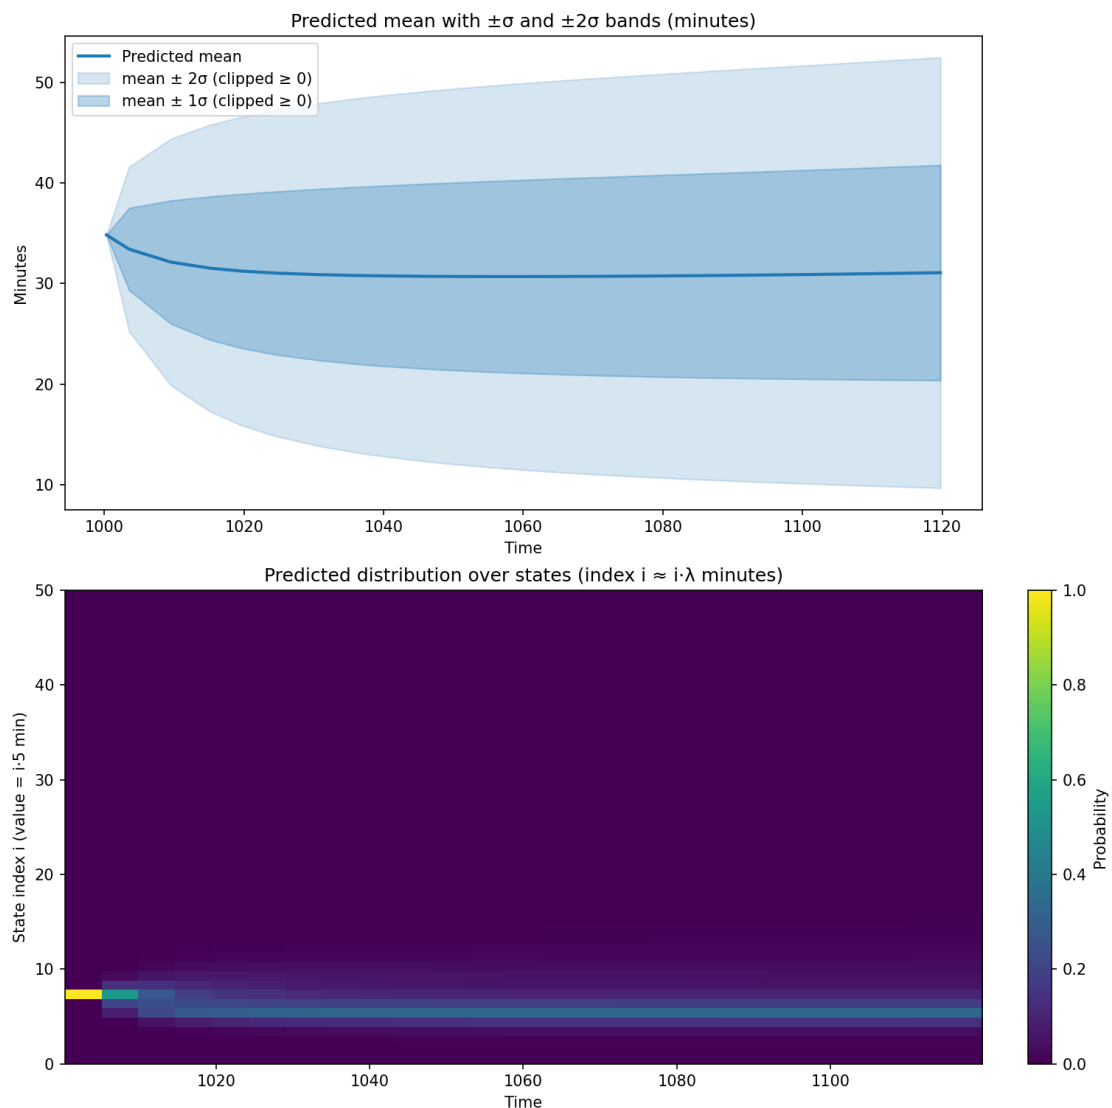 Predicted mean with ±σ and ±2σ bands (minutes)
Predicted mean
mean ± 2σ (clipped ≥ 0)
mean ± 1σ (clipped ≥ 0)
50
40
30
20
10
Minutes
1000 1020 1040 1060 1080 1100 1120
Time
Predicted distribution over states (index i ≈ i·λ minutes)
50
40
30
20
10
0
State index i (value = i·5 min)
1020 1040 1060 1080 1100
Time
1.0
0.8
0.6
0.4
0.2
0.0
Probability